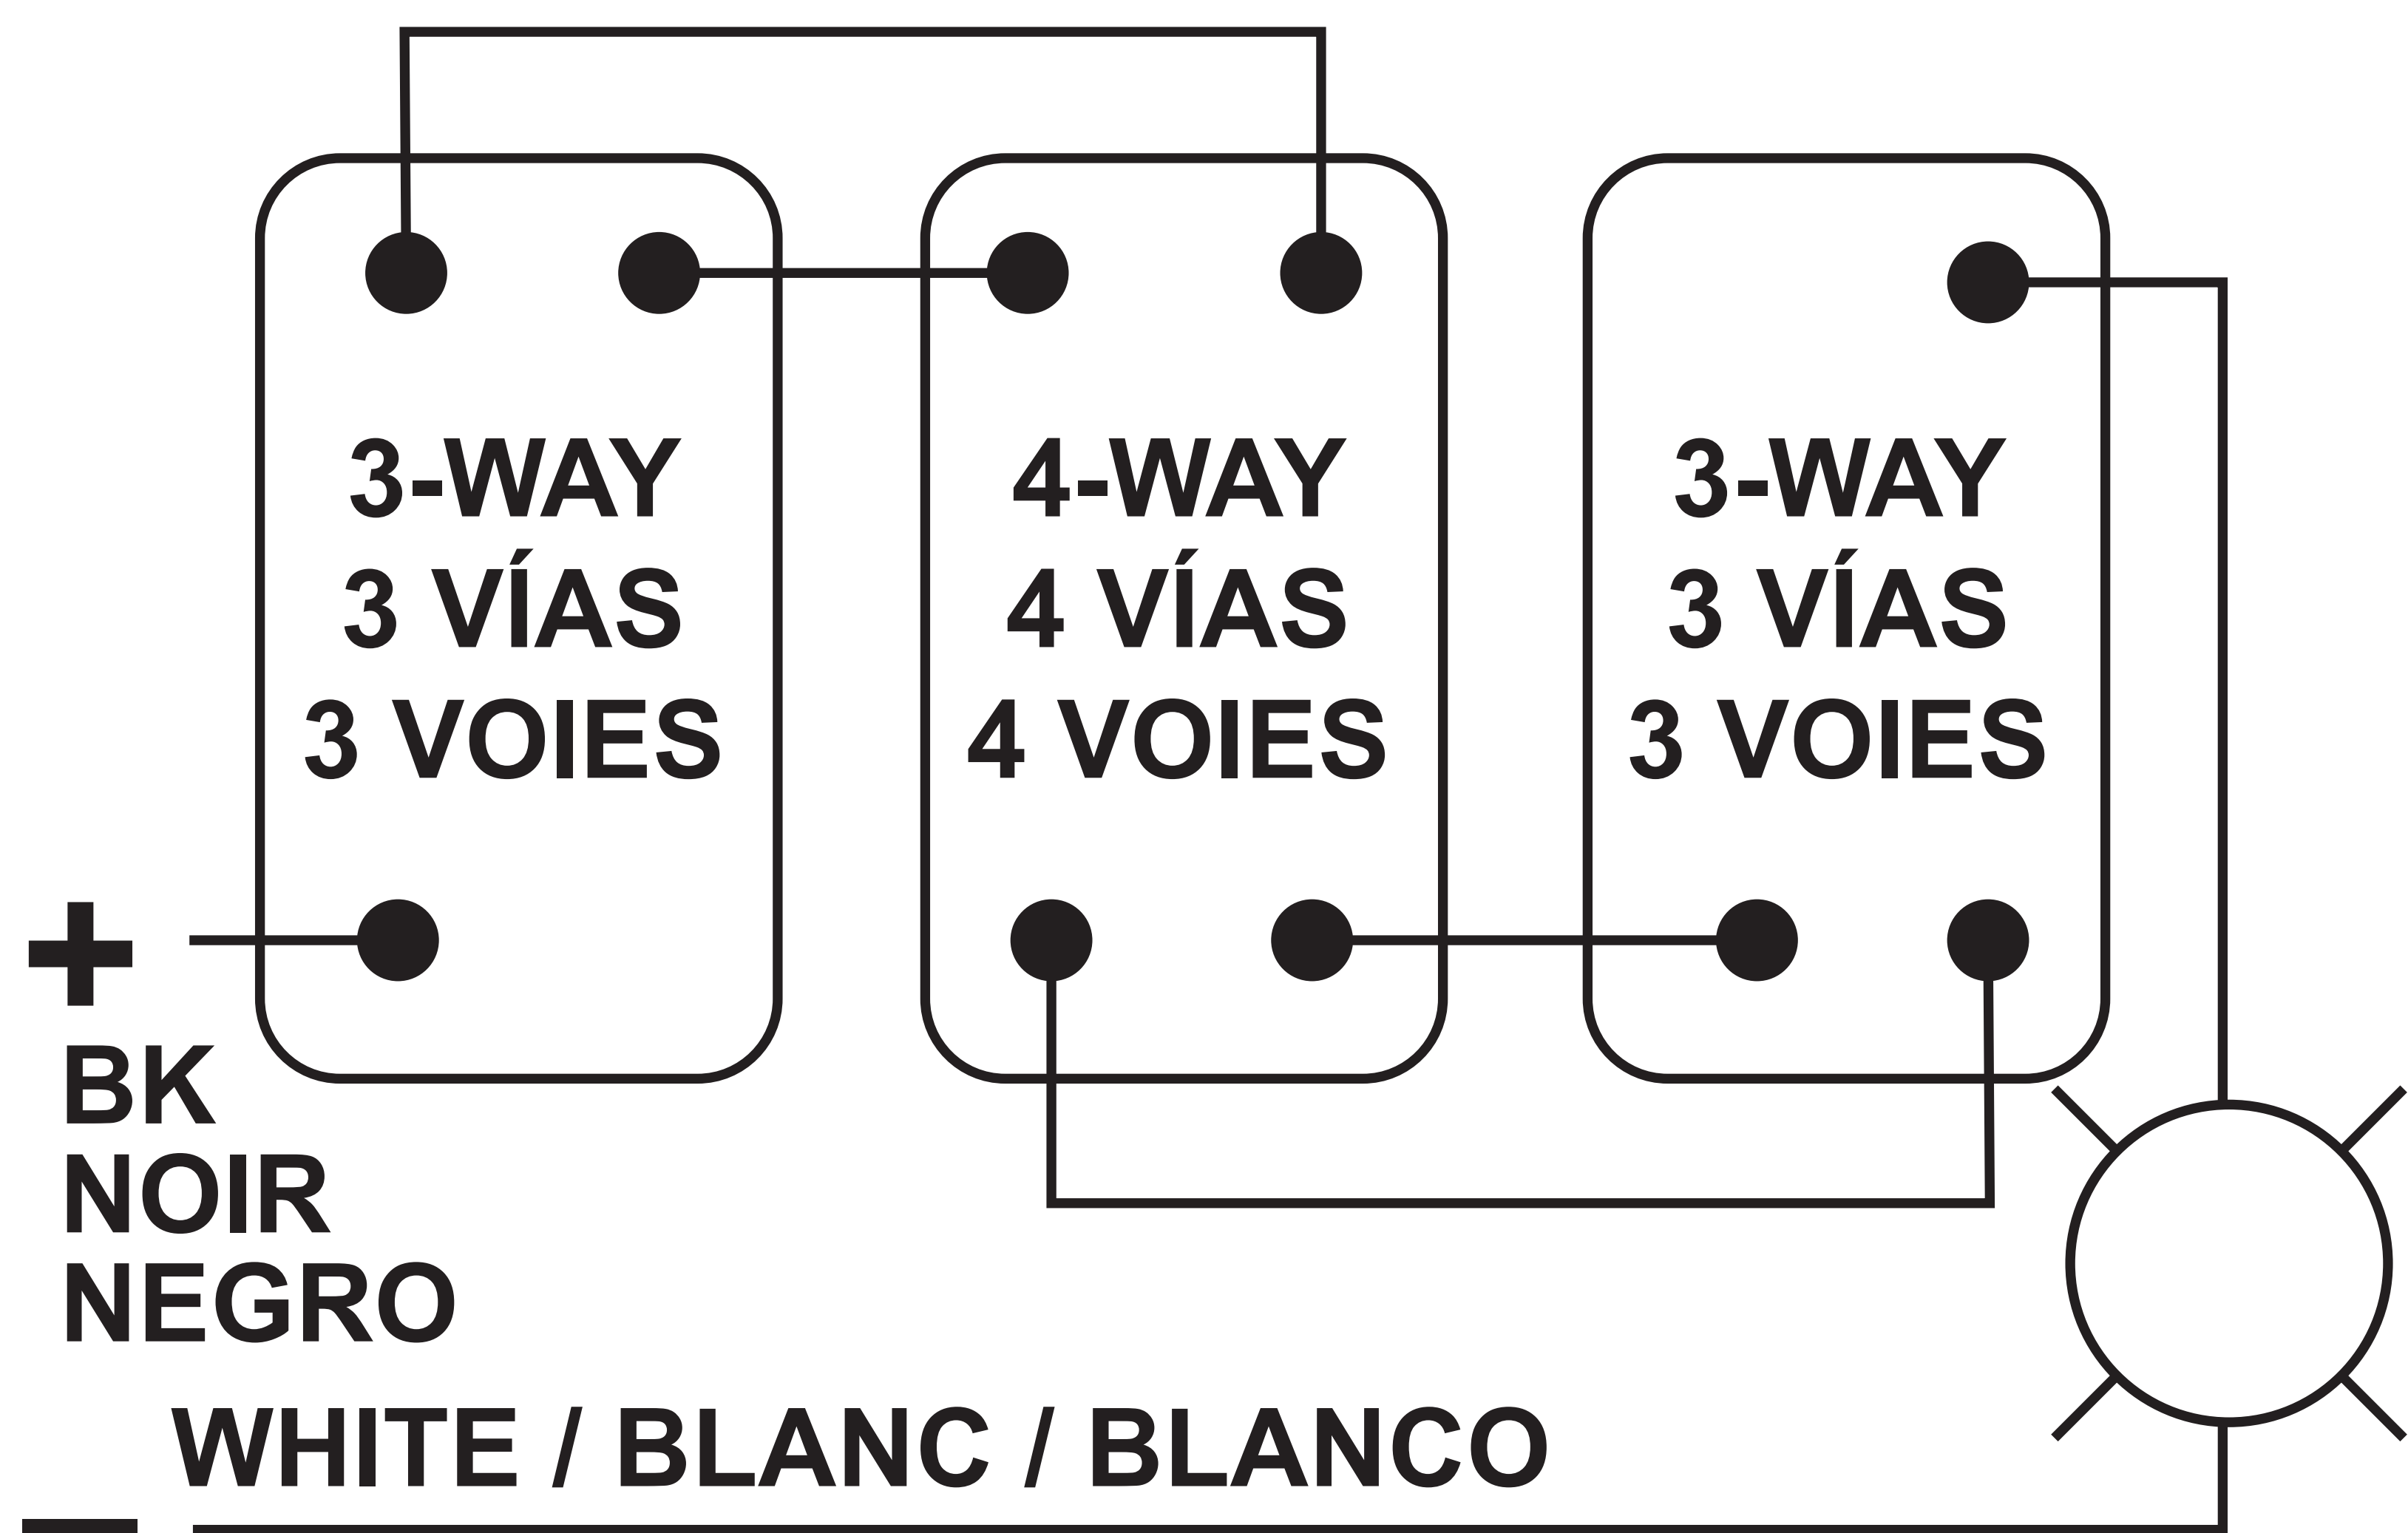 3-WAY
3 VÍAS
3 VOIES
4-WAY
4 VÍAS
4 VOIES
3-WAY
3 VÍAS
3 VOIES
+
BK
NOIR
NEGRO
WHITE / BLANC / BLANCO